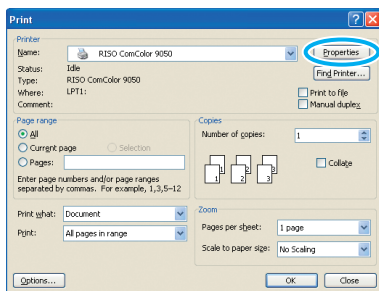 Print
Printer
Name: RISO ComColor 9050 Properties
Status: Idle Find Printer...
Type: RISO ComColor 9050
Where: LPT1: Print to file
Comment: Manual duplex
Page range
All
Current page Selection
Pages:
Enter page numbers and/or page ranges
separated by commas. For example, 1,3,5–12
Copies
Number of copies: 1
1 1 2 2 3 3
Collate
Print what: Document
Print: All pages in range
Zoom
Pages per sheet: 1 page
Scale to paper size: No Scaling
Options... OK Close